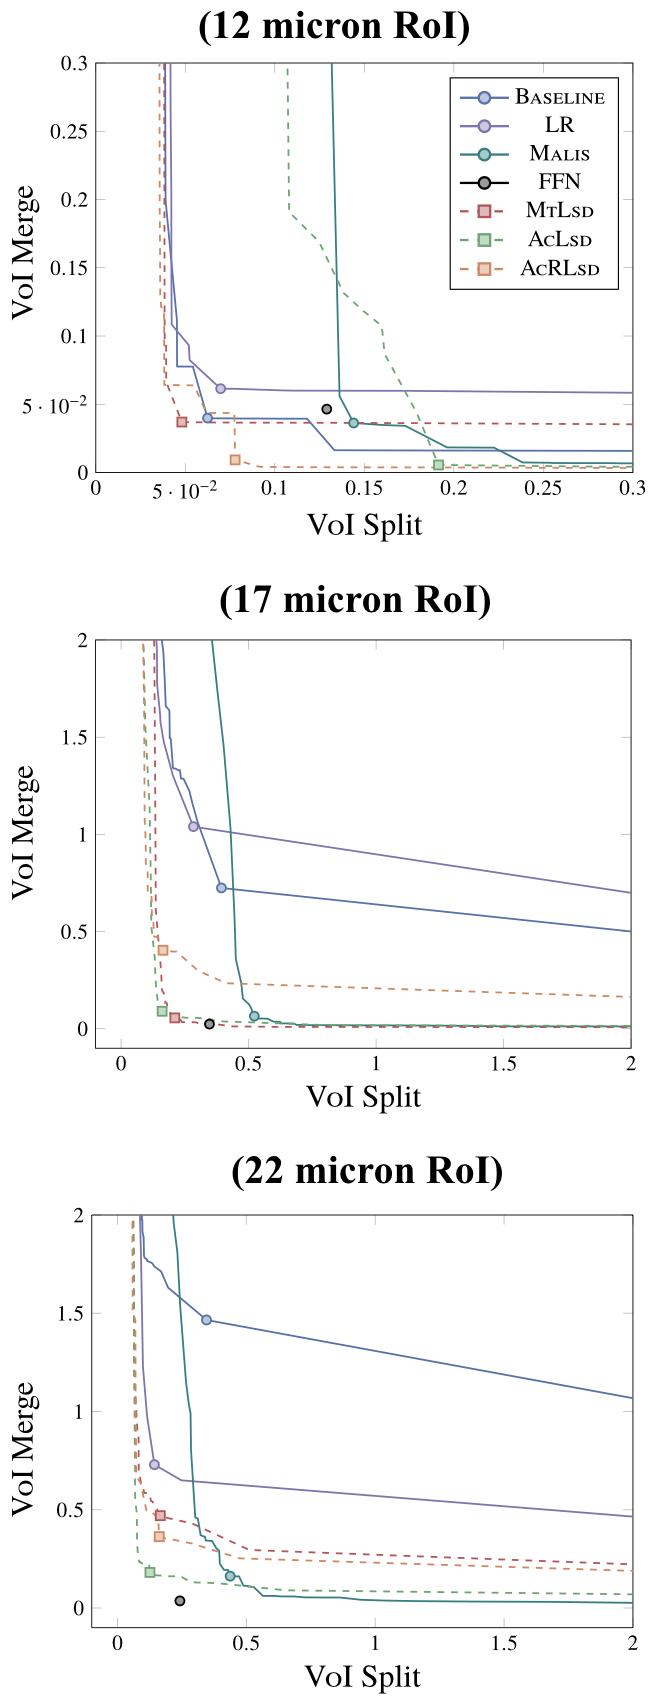 (12 micron RoI)
0.3
0.25
0.2
0.15
0.1
5 · 10⁻²
0
VoI Merge
Baseline
LR
Malis
FFN
MtLsd
AcLsd
AcRLsd
0 5 · 10⁻² 0.1 0.15 0.2 0.25 0.3
VoI Split
(17 micron RoI)
2
1.5
1
0.5
0
VoI Merge
0 0.5 1 1.5 2
VoI Split
(22 micron RoI)
2
1.5
1
0.5
0
VoI Merge
0 0.5 1 1.5 2
VoI Split